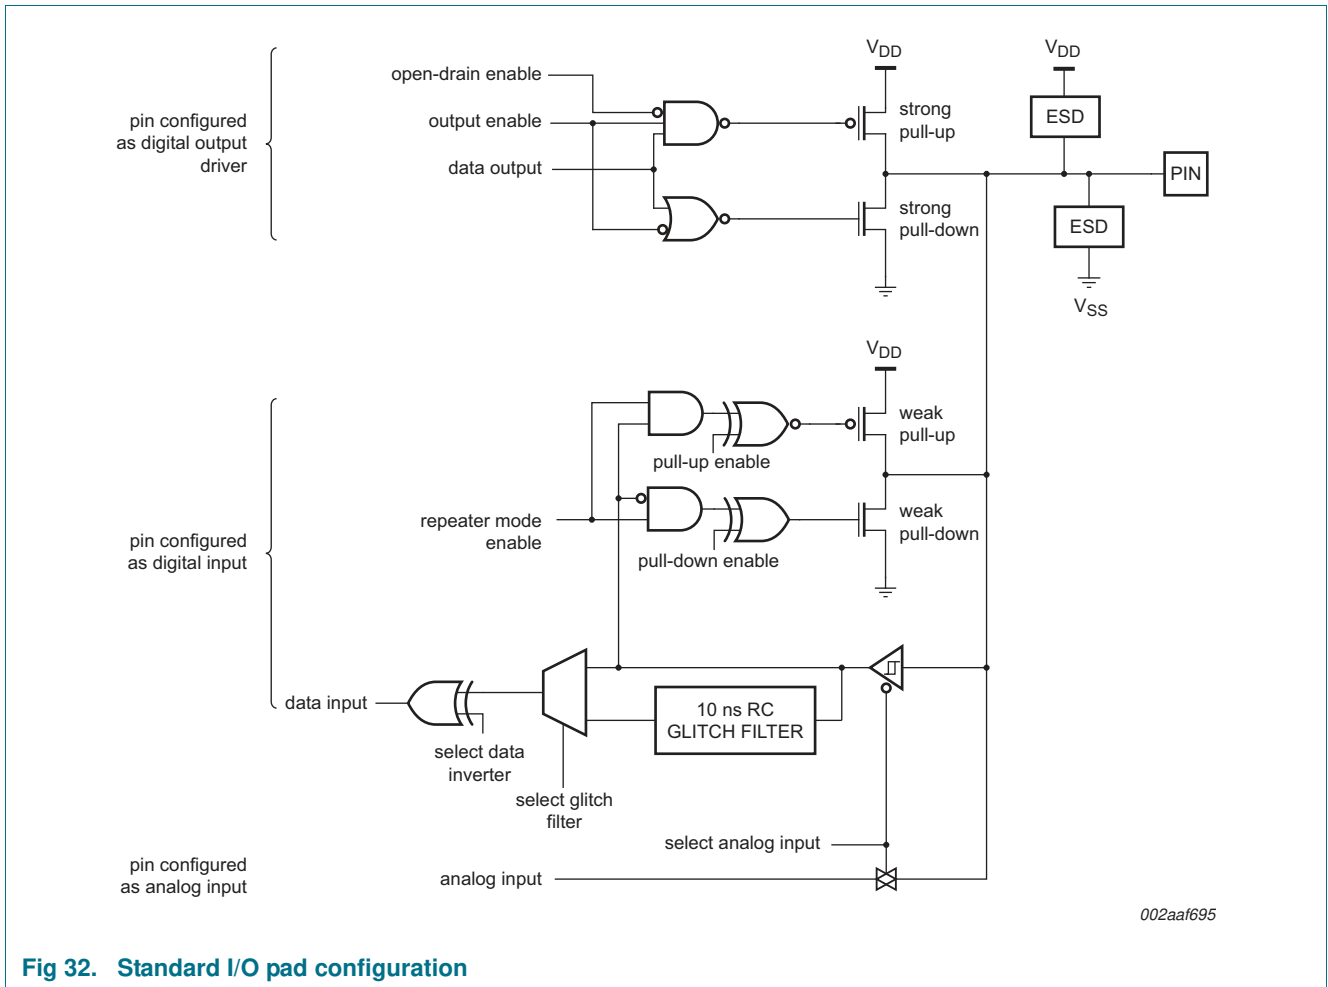 VDD
VDD
open-drain enable
strong
pull-up
ESD
pin configured
as digital output
driver
output enable
data output
PIN
strong
pull-down
ESD
VSS
VDD
weak
pull-up
pull-up enable
repeater mode
enable
weak
pull-down
pin configured
as digital input
pull-down enable
data input
10 ns RC
GLITCH FILTER
select data
inverter
select glitch
filter
select analog input
pin configured
as analog input
analog input
002aaf695
Fig 32. Standard I/O pad configuration